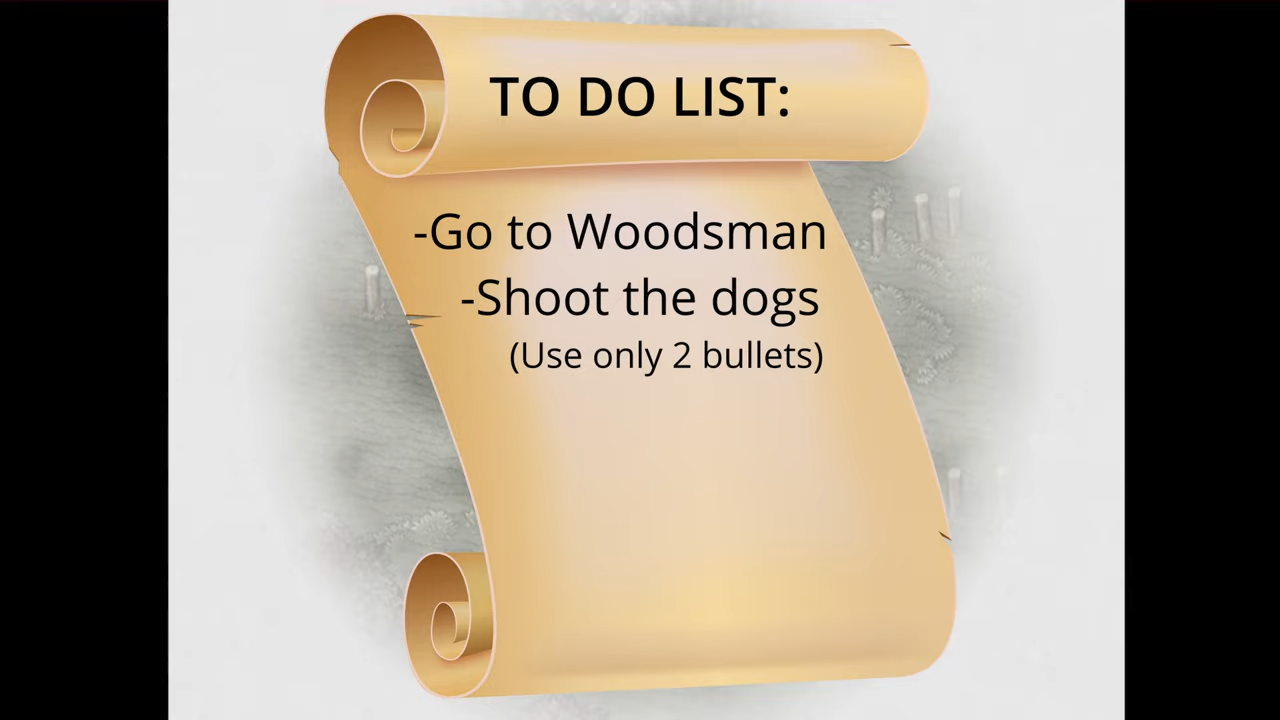 TO DO LIST:
-Go to Woodsman
-Shoot the dogs
(Use only 2 bullets)